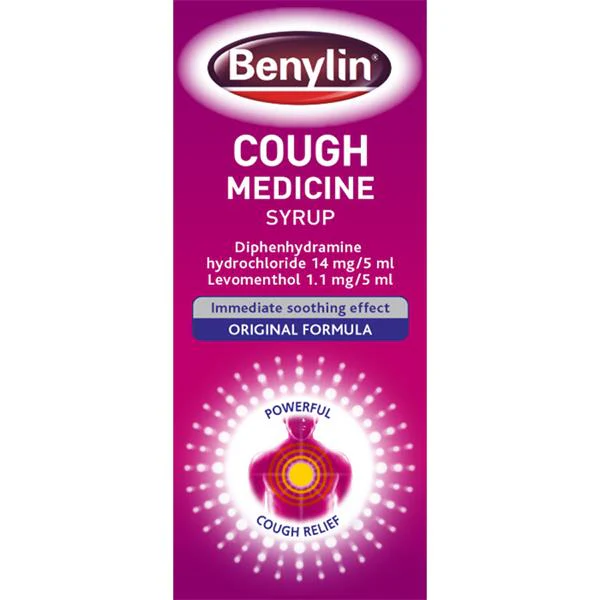 Benylin®
COUGH
MEDICINE
SYRUP
Diphenhydramine
hydrochloride 14 mg/5 ml
Levomenthol 1.1 mg/5 ml
Immediate soothing effect
ORIGINAL FORMULA
POWERFUL
COUGH RELIEF